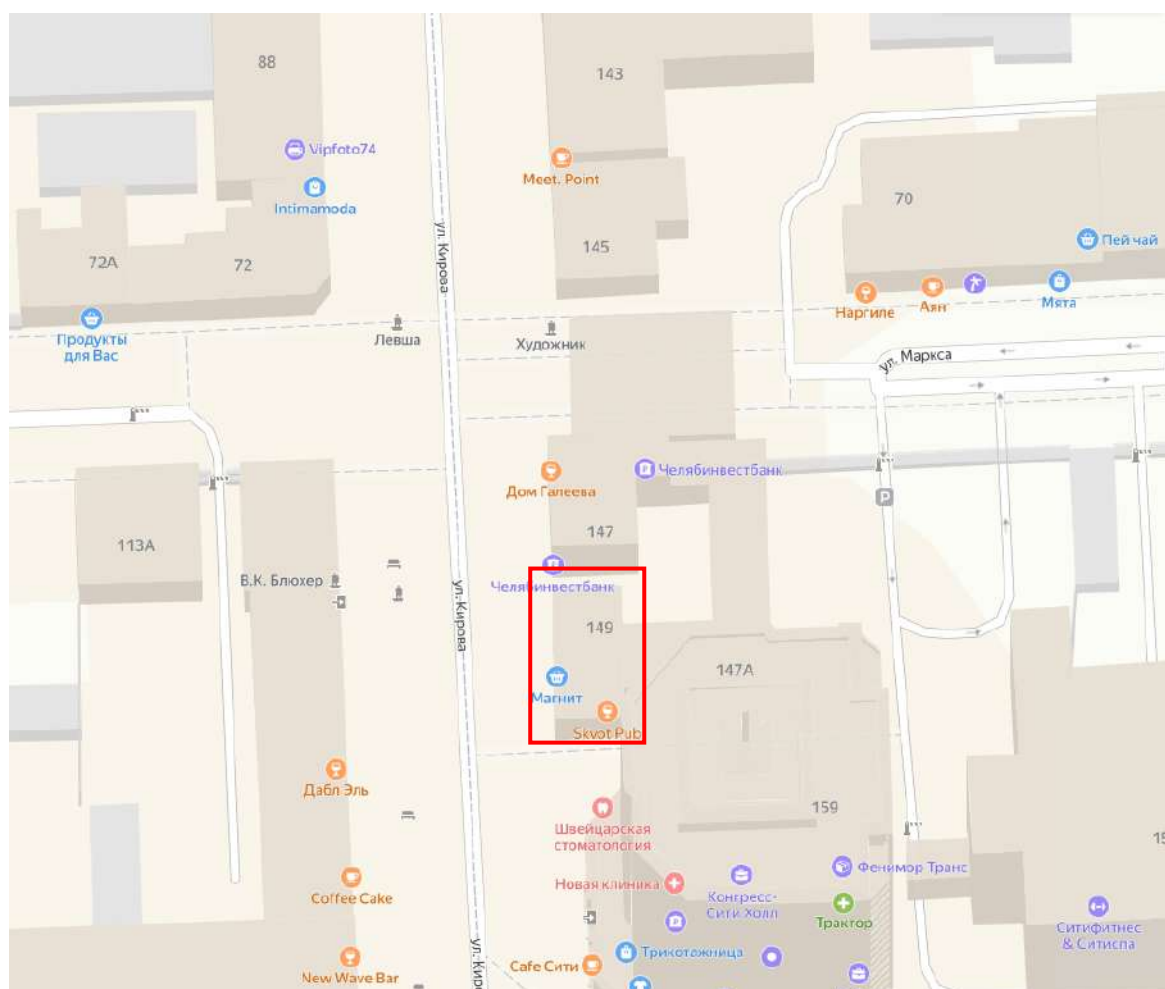 88
143
Vipfoto74
Meet. Point
Intimamoda
70
72А
72
ул. Кирова
145
Пей чай
Наргиле
Аян
Мята
Продукты
для Вас
Левша
Художник
ул. Маркса
Дом Галеева
Челябинвестбанк
P
113А
147
В.К. Блюхер
Челябинвестбанк
ул. Кирова
149
147А
Магнит
Skvot Pub
Дабл Эль
159
Швейцарская
стоматология
Фенимор Транс
Новая клиника
Конгресс-
Сити Холл
Coffee Cake
Трактор
Ситифитнес
& Ситиспа
Трикотажница
Cafe Сити
New Wave Bar